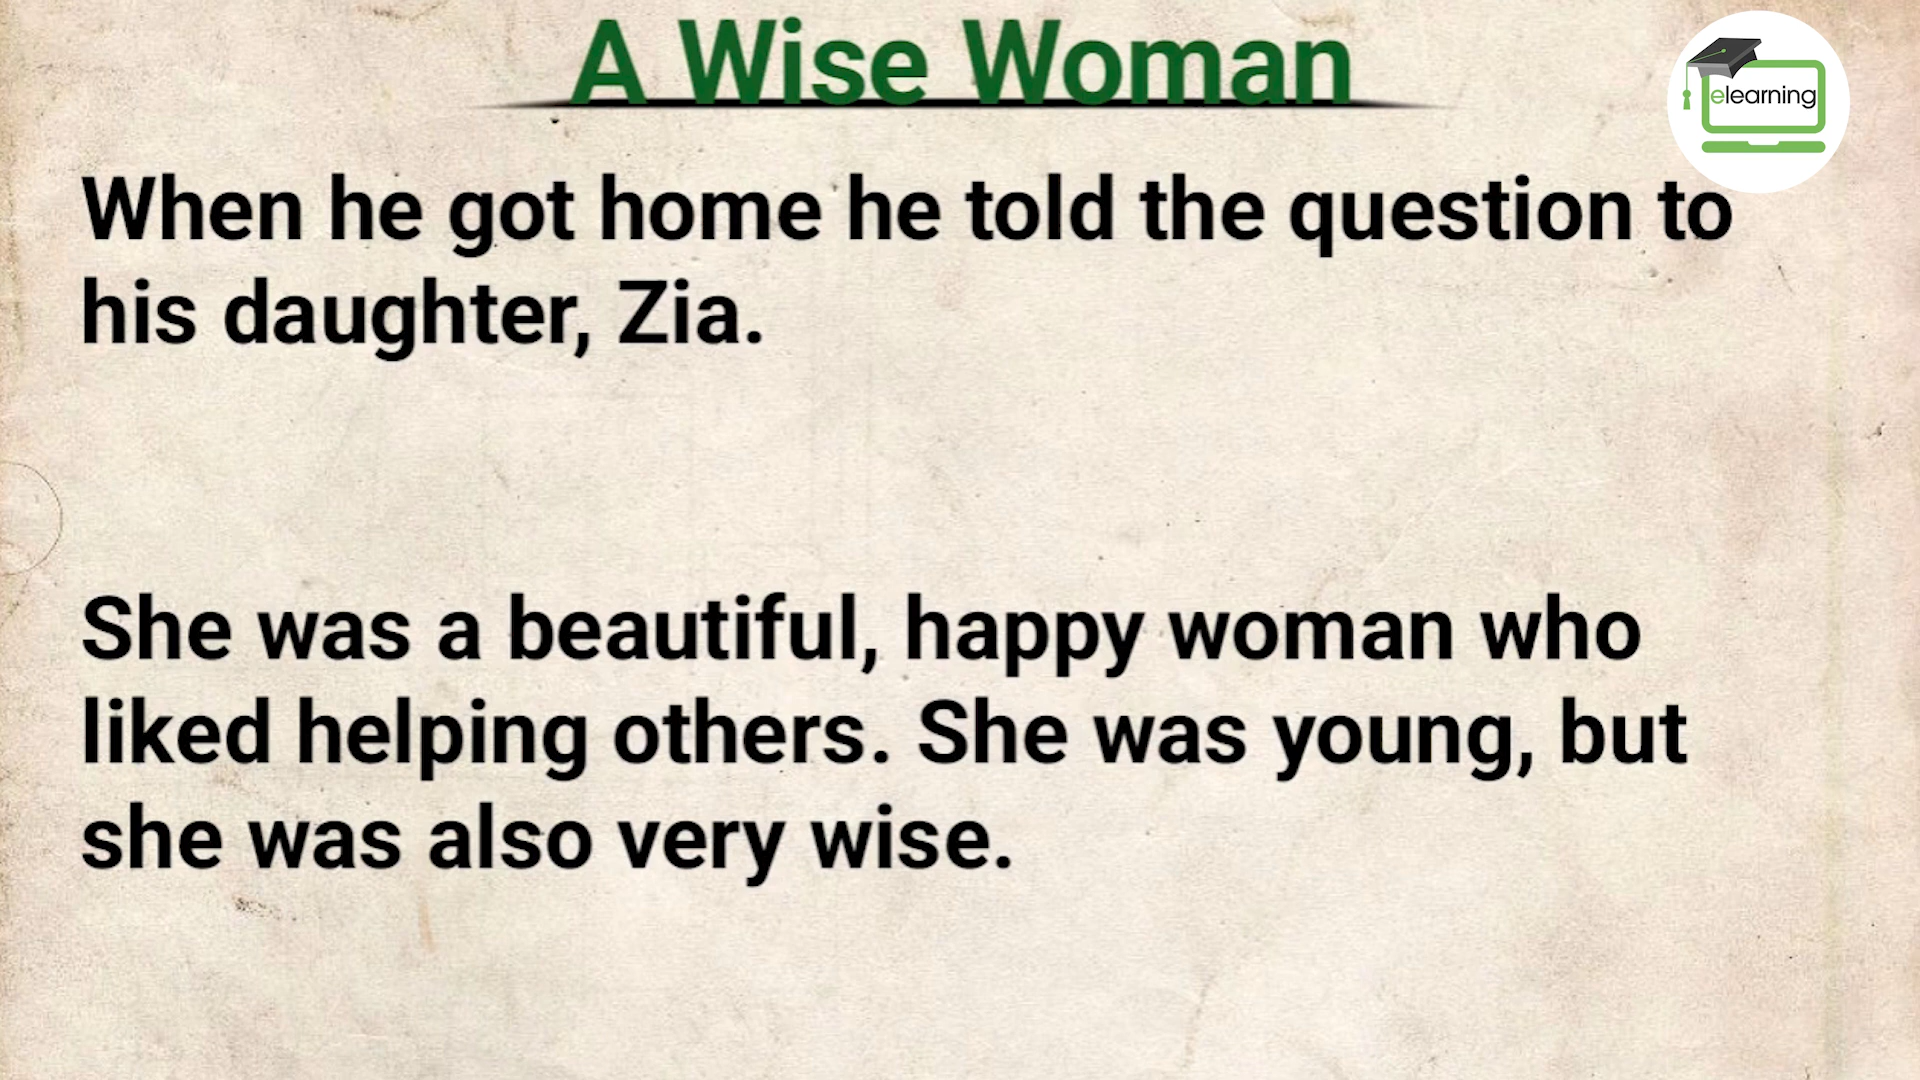 A Wise Woman
elearning
When he got home he told the question to
his daughter, Zia.
She was a beautiful, happy woman who
liked helping others. She was young, but
she was also very wise.